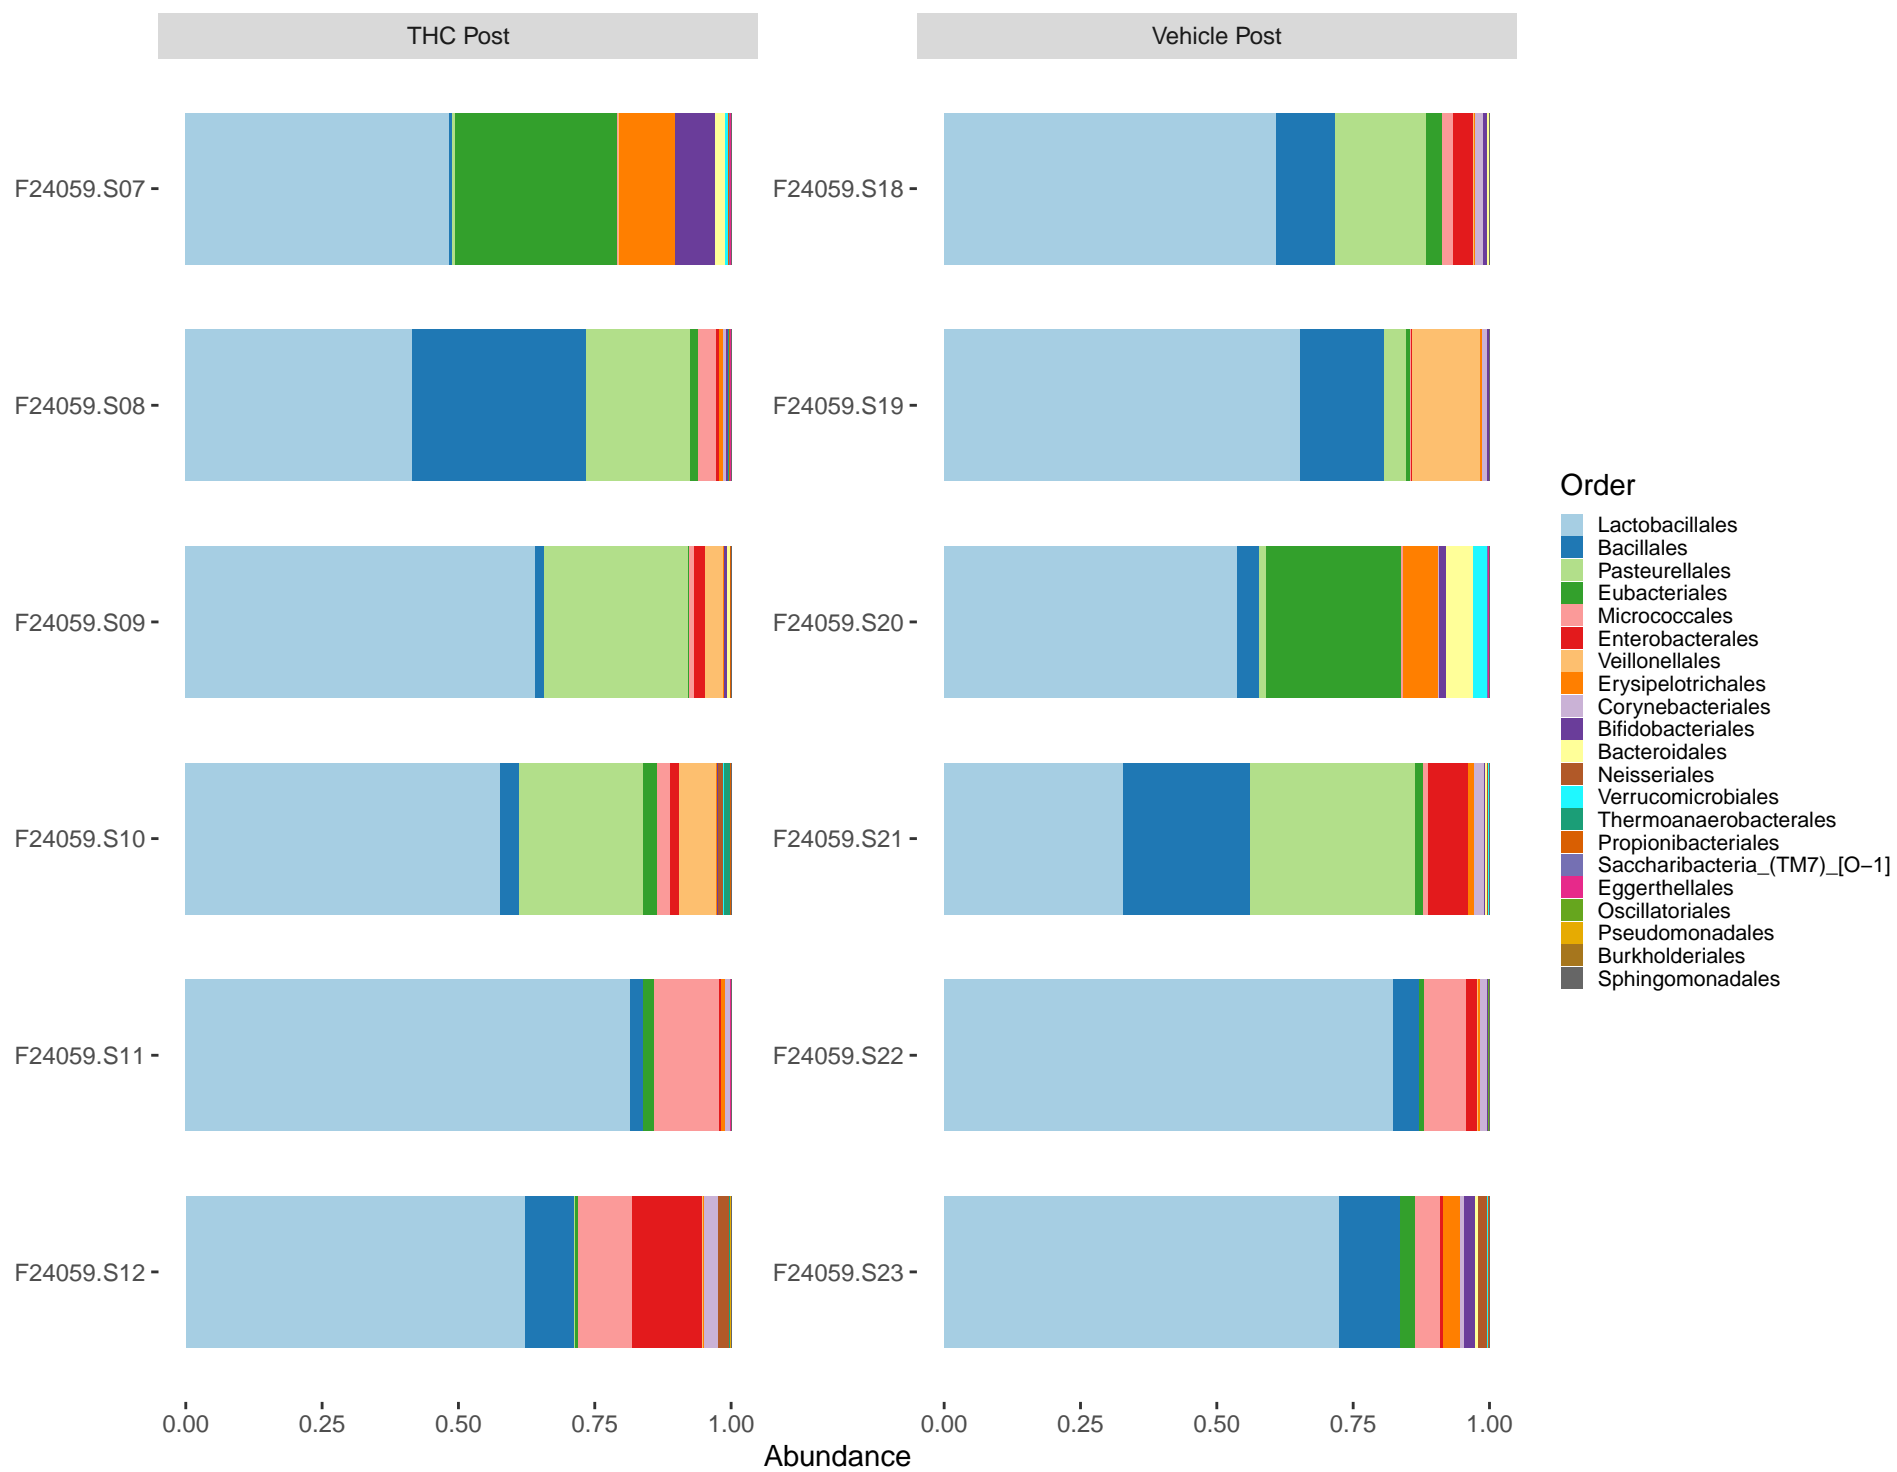 THC Post
Vehicle Post
F24059.S07
F24059.S18
F24059.S08
F24059.S19
F24059.S09
F24059.S20
F24059.S10
F24059.S21
F24059.S11
F24059.S22
F24059.S12
F24059.S23
0.00 0.25 0.50 0.75 1.00
0.00 0.25 0.50 0.75 1.00
Abundance
Order
Lactobacillales
Bacillales
Pasteurellales
Eubacteriales
Micrococcales
Enterobacterales
Veillonellales
Erysipelotrichales
Corynebacteriales
Bifidobacteriales
Bacteroidales
Neisseriales
Verrucomicrobiales
Thermoanaerobacterales
Propionibacteriales
Saccharibacteria_(TM7)_[O−1]
Eggerthellales
Oscillatoriales
Pseudomonadales
Burkholderiales
Sphingomonadales